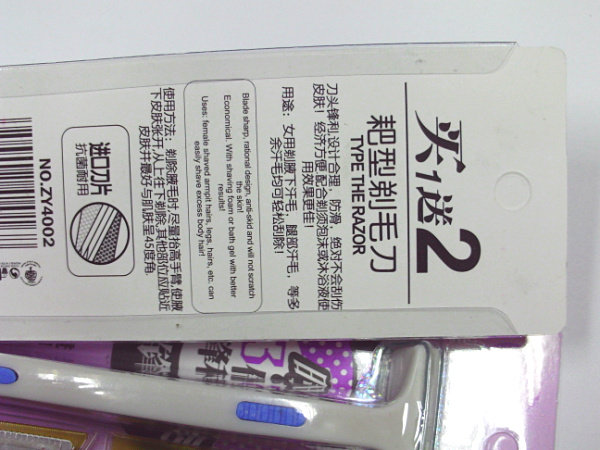 买1送2
耙型剃毛刀
TYPE THE RAZOR
刀头锋利,设计合理,防滑,绝对不会刮伤
皮肤!经济方便,配合剃须泡沫或沐浴液使
用效果更佳!
用途:女用剃腋下汗毛,腿部汗毛,等多
余汗毛均可轻松刮除!
Blade sharp, rational design, anti-skid and will not scratch
the skin!
Economical. With shaving foam or bath gel with better
results!
Uses: female shaved armpit hairs, legs, hairs, etc. can
easily shave excess body hair!
使用方法:剃除腋毛时,尽量抬高手臂,使腋
下皮肤张开,从上往下剃除,其他部位应贴近
皮肤并最好与肌肤呈45度角
进口刀片
抗菌耐用
NO.ZY4002
3